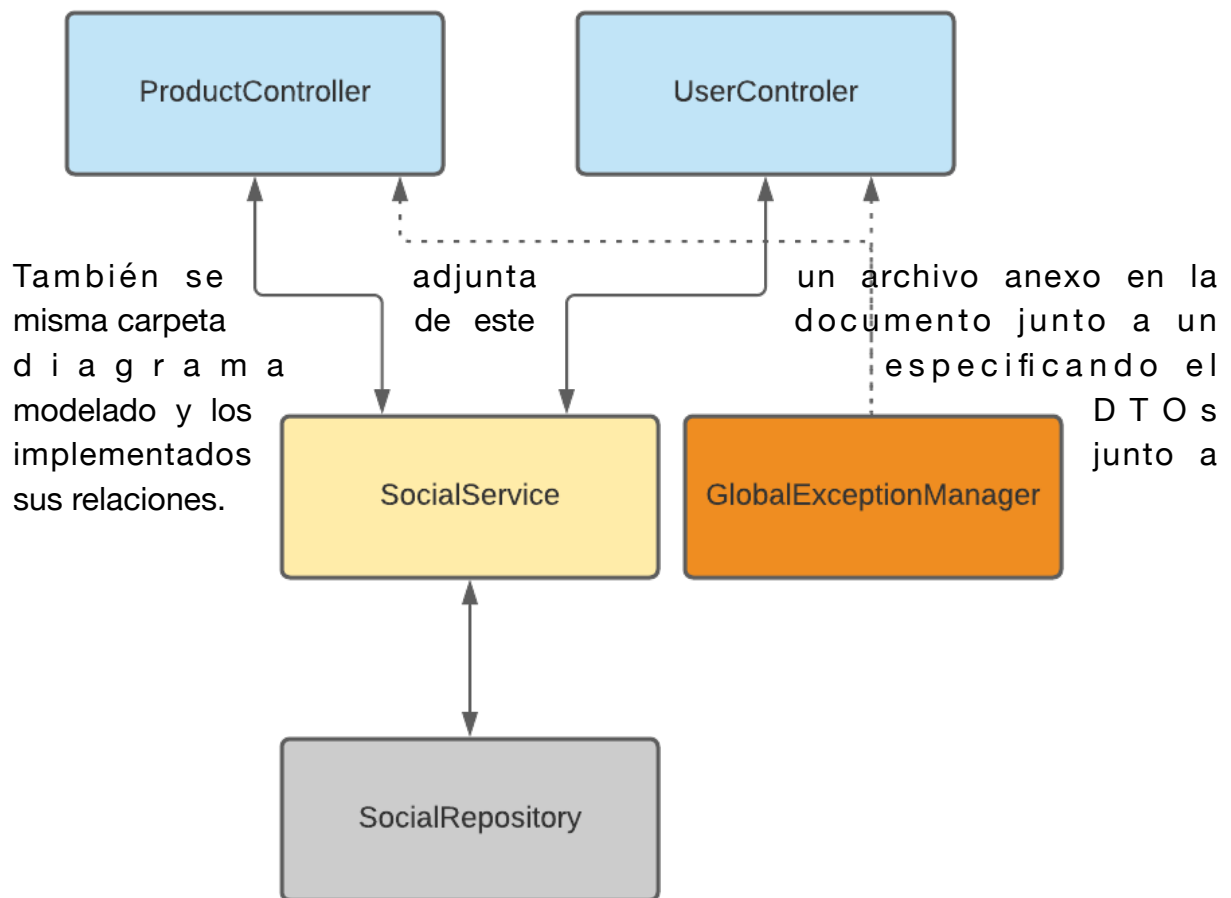 ProductController
UserControler
También se adjunta un archivo anexo en la
misma carpeta de este documento junto a un
diagrama especificando el
modelado y los DTOs
implementados junto a
sus relaciones.
SocialService
GlobalExceptionManager
SocialRepository